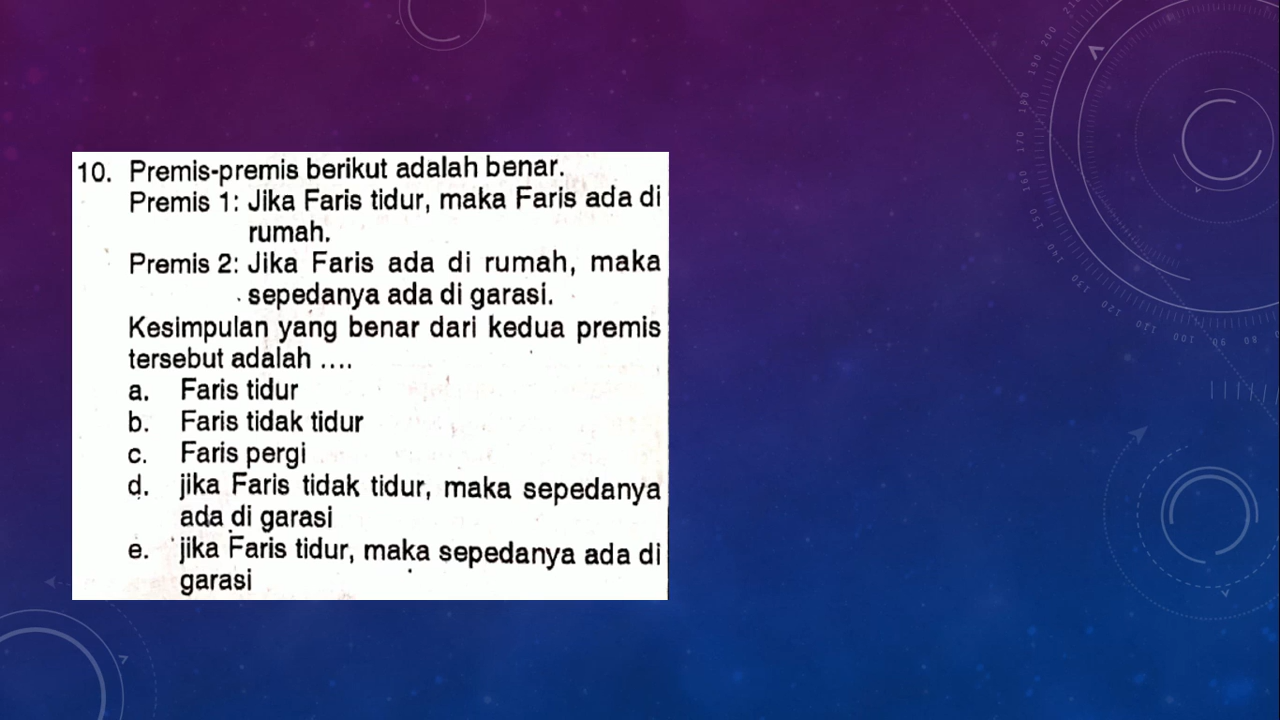 10. Premis-premis berikut adalah benar.
Premis 1: Jika Faris tidur, maka Faris ada di
rumah.
Premis 2: Jika Faris ada di rumah, maka
sepedanya ada di garasi.
Kesimpulan yang benar dari kedua premis
tersebut adalah ....
a. Faris tidur
b. Faris tidak tidur
c. Faris pergi
d. jika Faris tidak tidur, maka sepedanya
ada di garasi
e. jika Faris tidur, maka sepedanya ada di
garasi